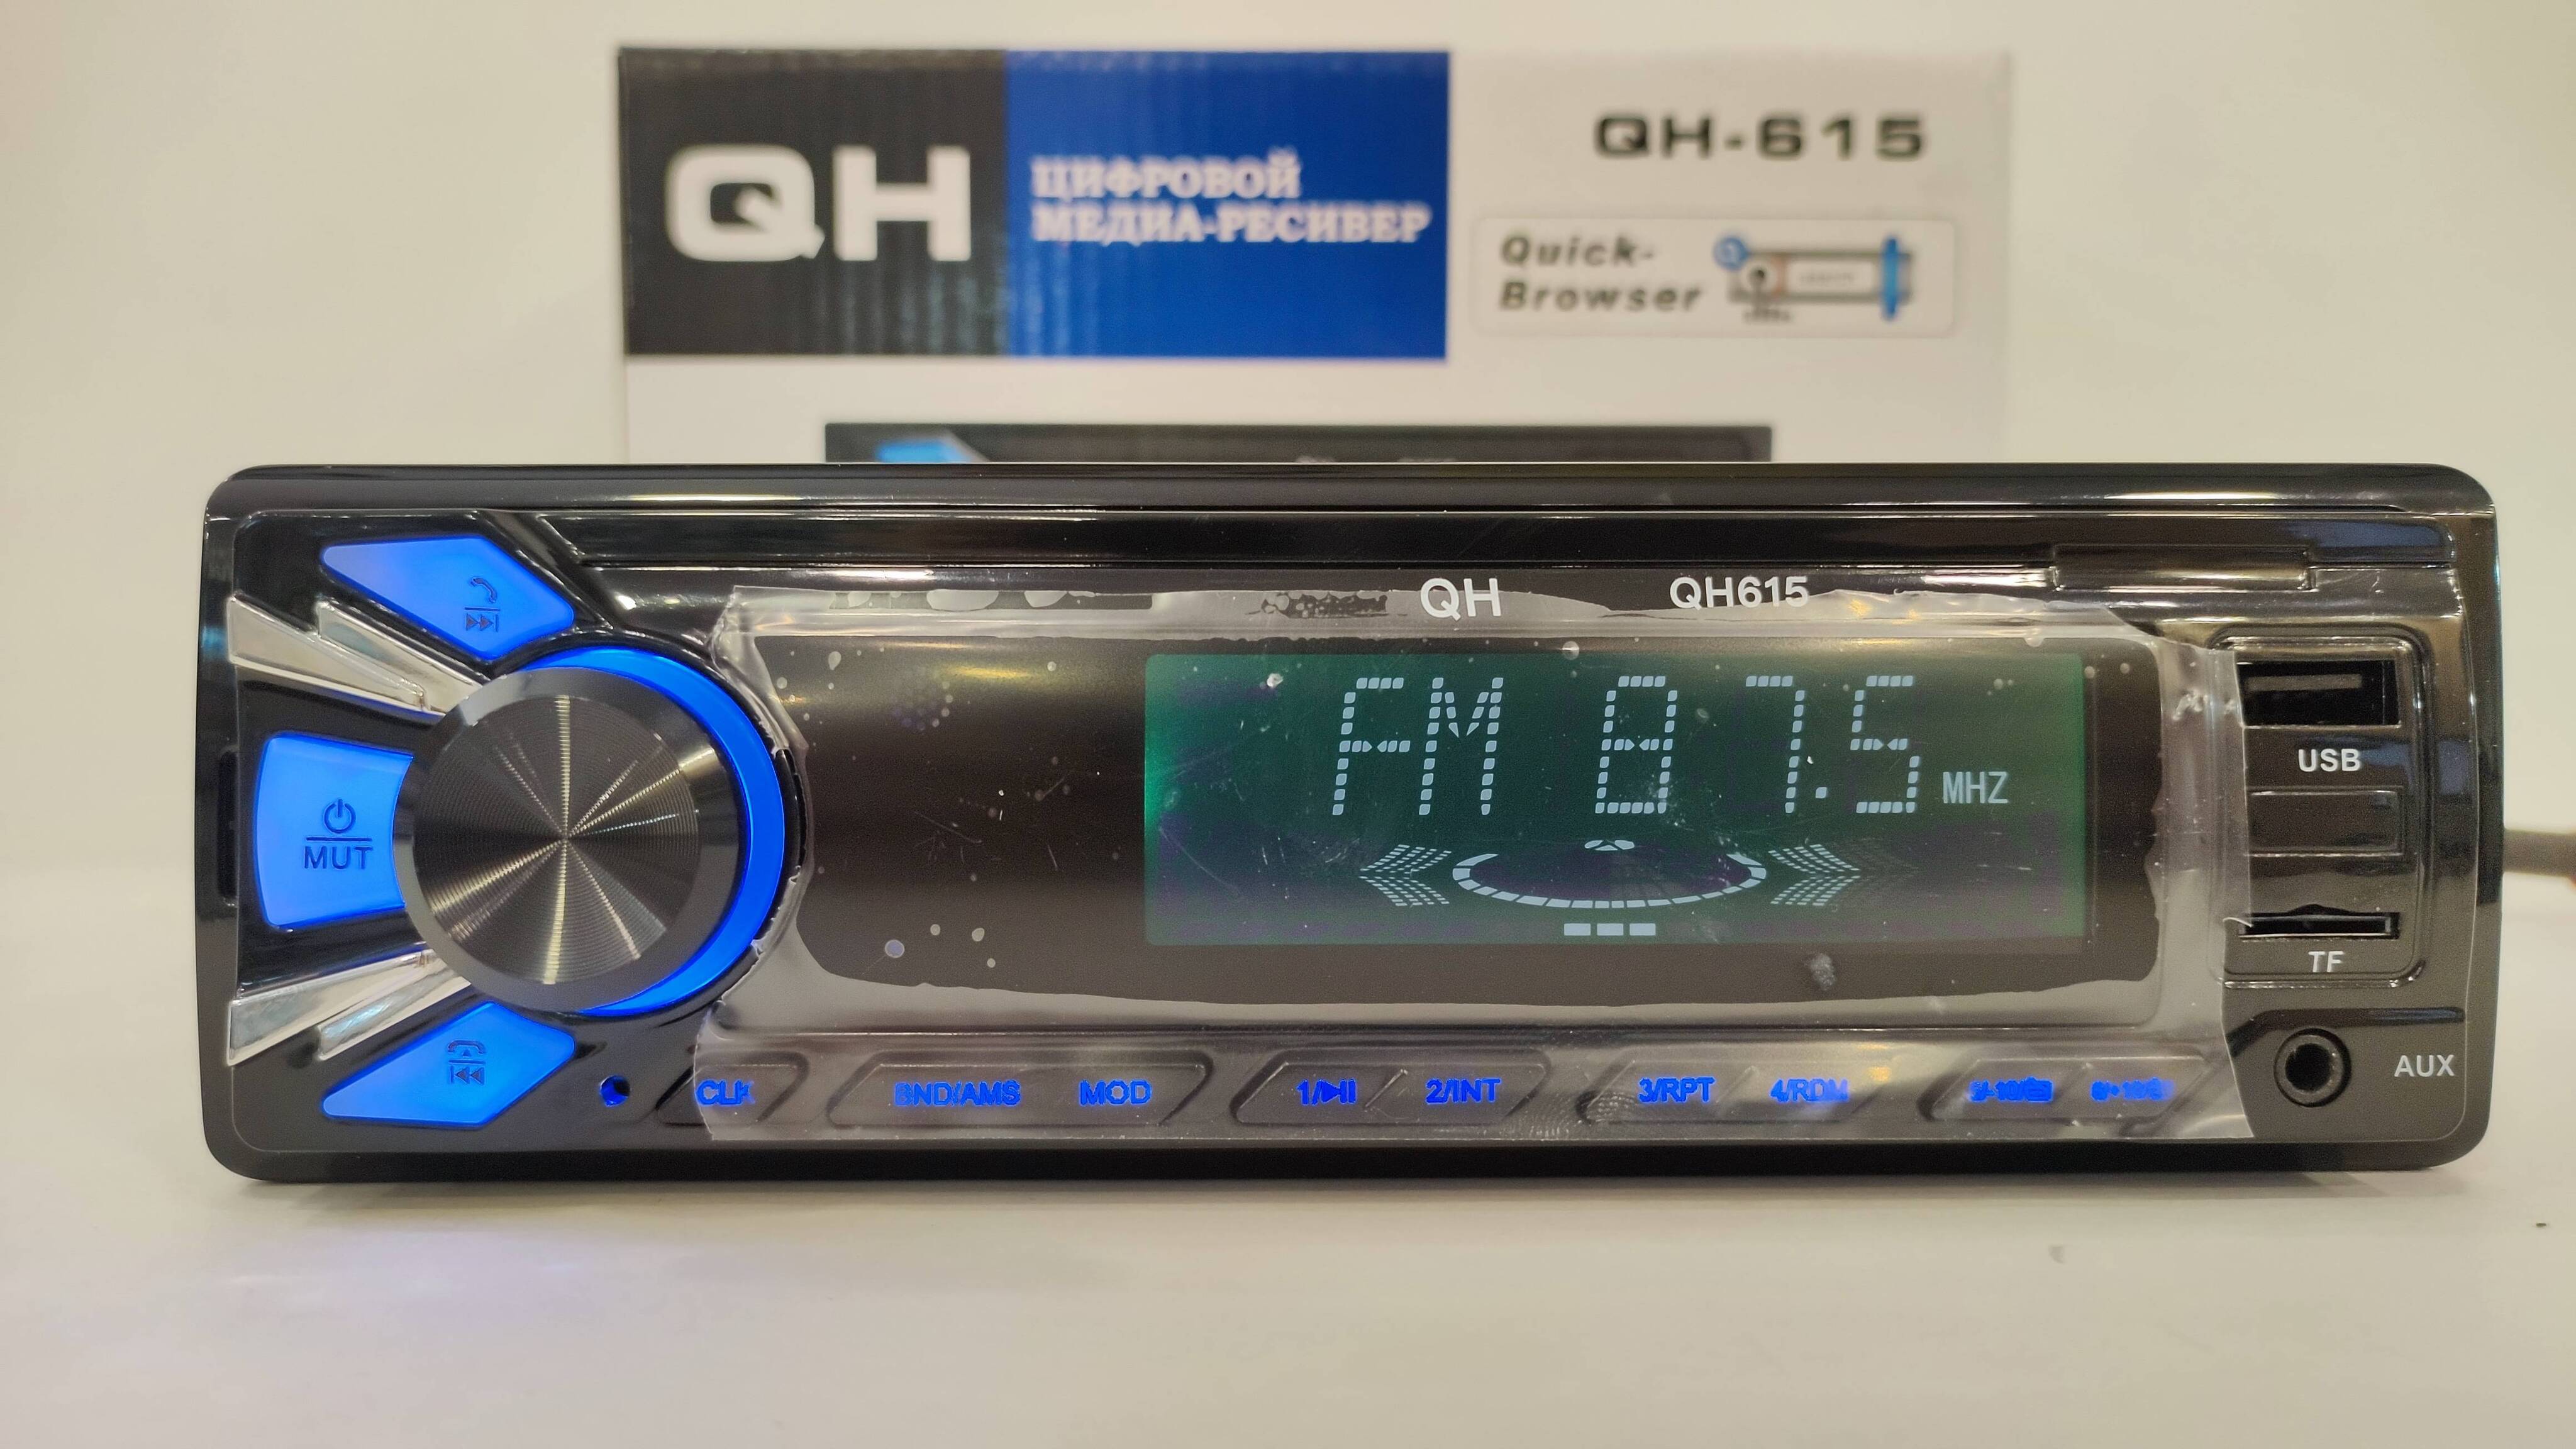 QH
ЦИФРОВОЙ
МЕДИА-РЕСИВЕР
QH-615
Quick-
Browser
QH
QH615
FM 87.5 MHZ
USB
MUT
TF
AUX
CLK
BND/AMS
MOD
1/
2/INT
3/RPT
4/RDM